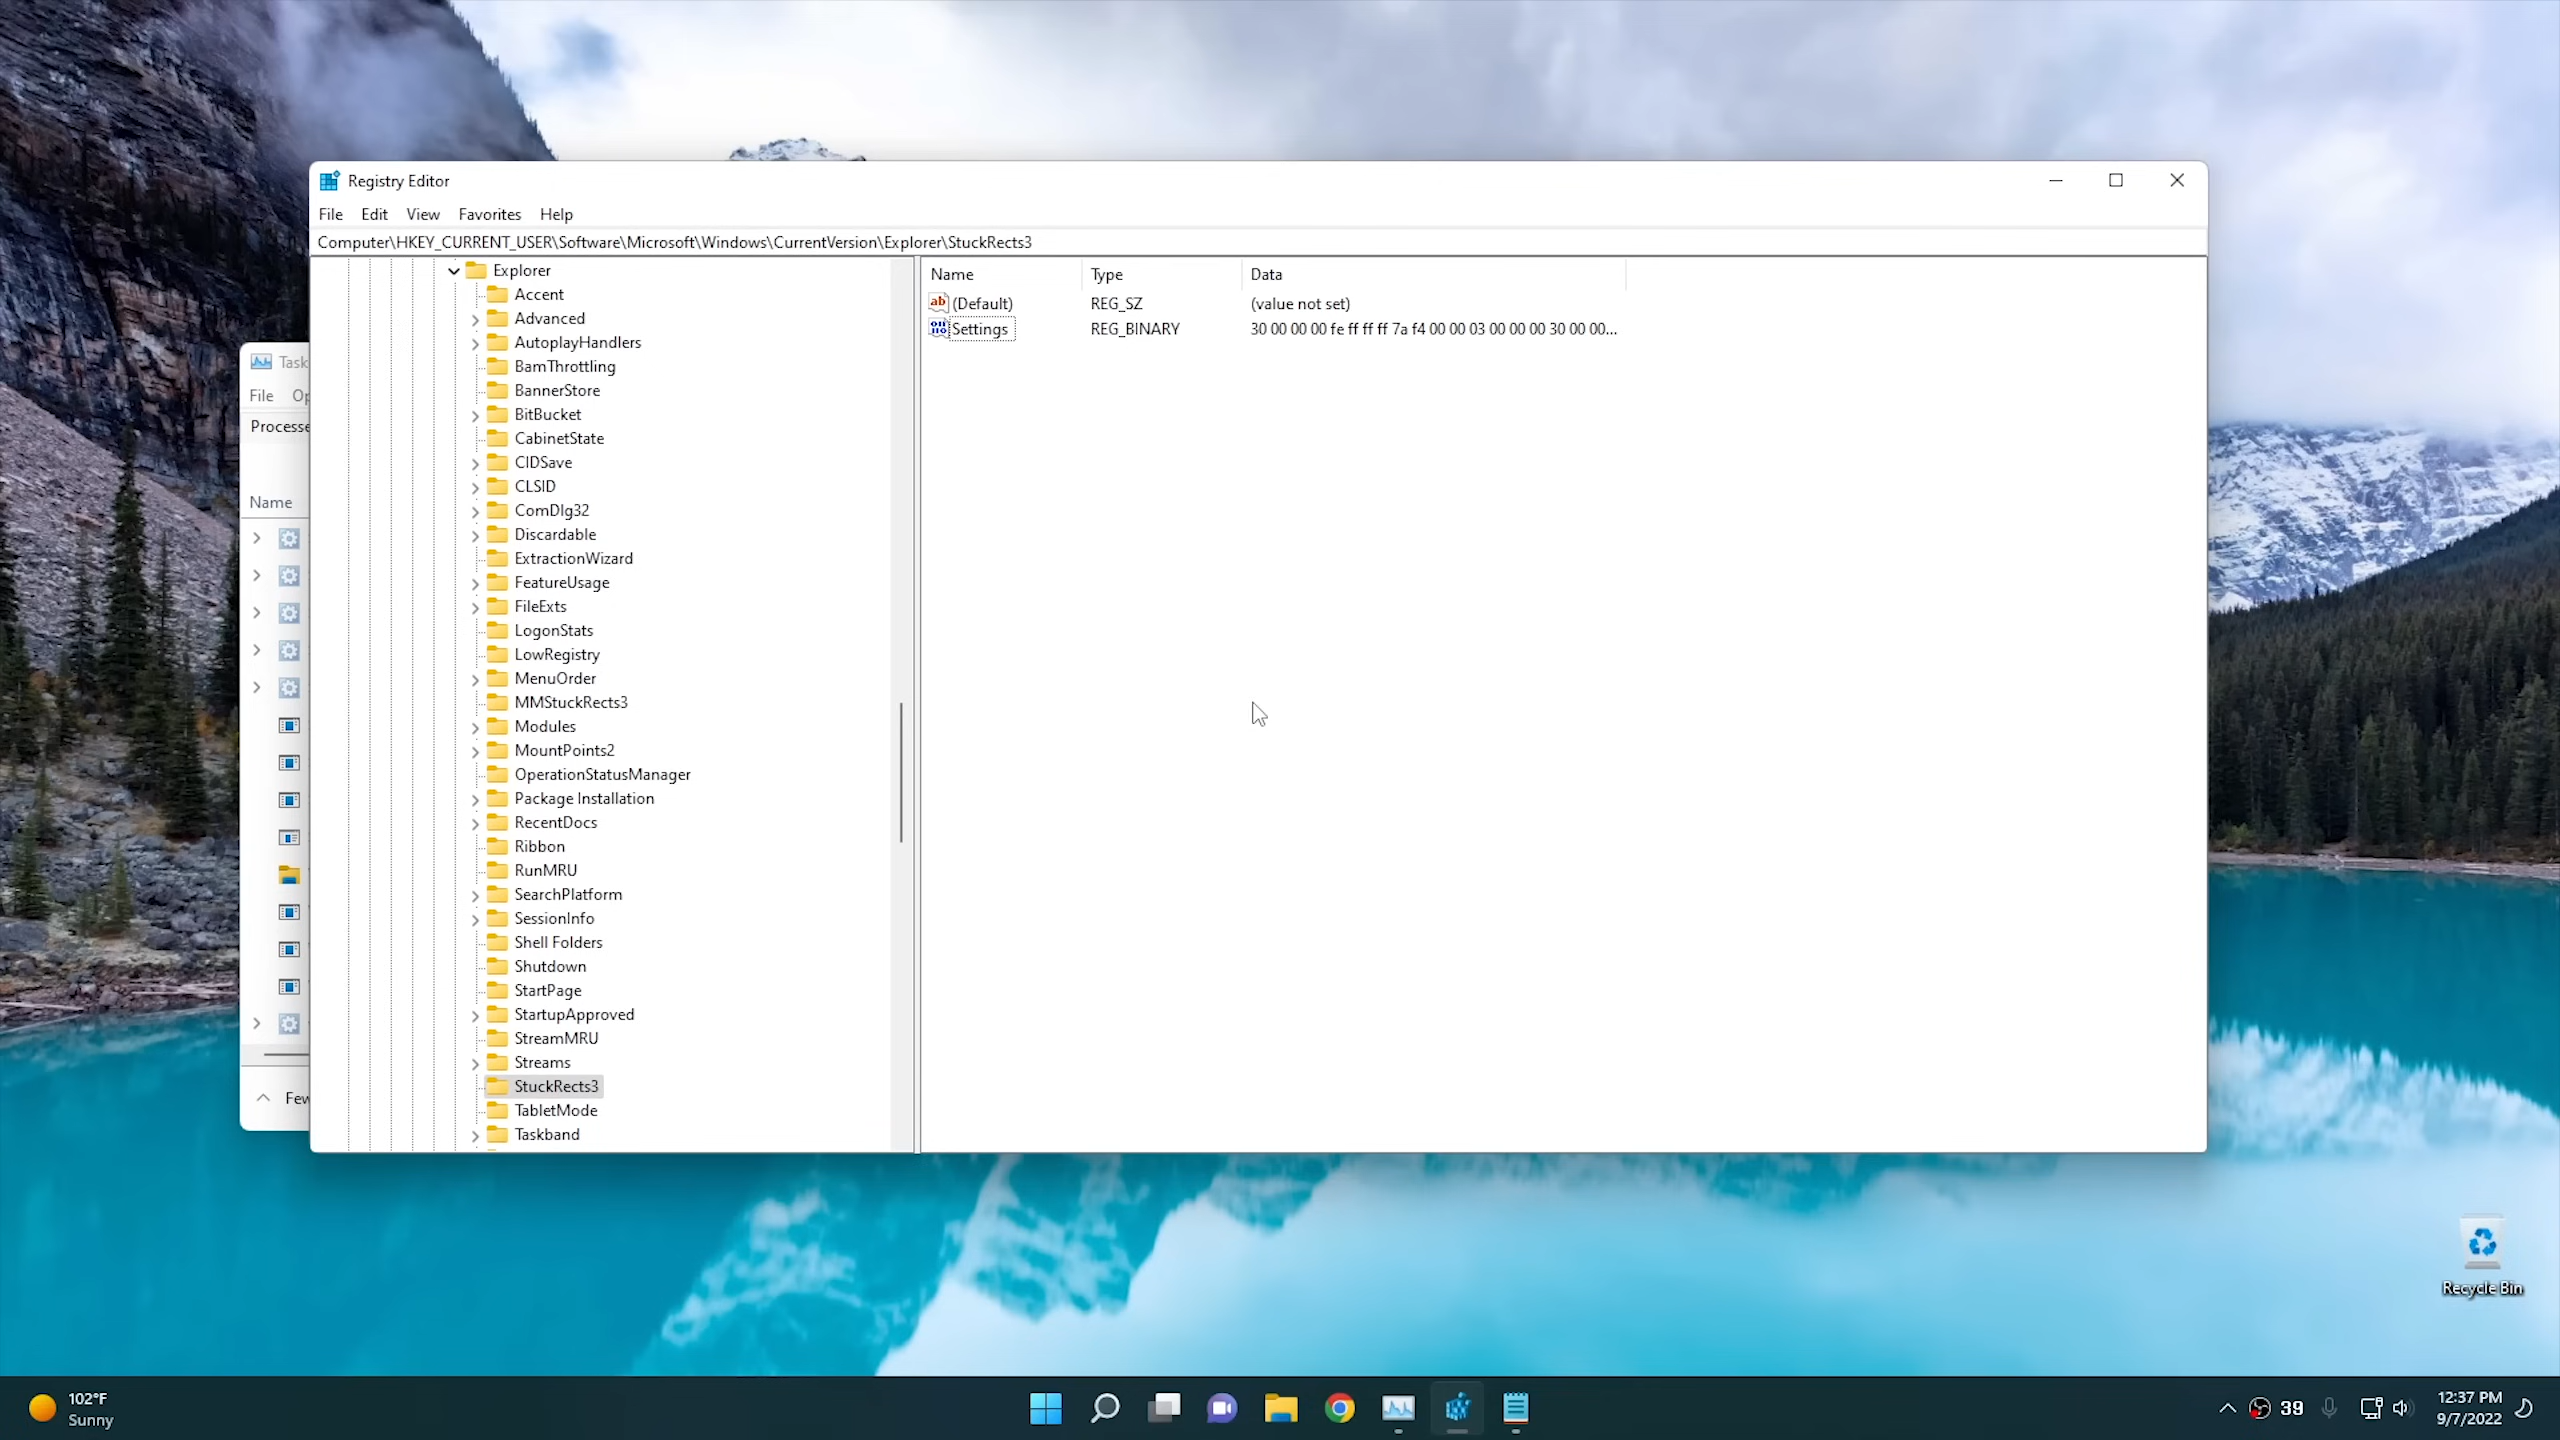 Registry Editor
File Edit View Favorites Help
Computer\HKEY_CURRENT_USER\Software\Microsoft\Windows\CurrentVersion\Explorer\StuckRects3
Explorer
Accent
Advanced
AutoplayHandlers
BamThrottling
BannerStore
BitBucket
CabinetState
CIDSave
CLSID
ComDlg32
Discardable
ExtractionWizard
FeatureUsage
FileExts
LogonStats
LowRegistry
MenuOrder
MMStuckRects3
Modules
MountPoints2
OperationStatusManager
Package Installation
RecentDocs
Ribbon
RunMRU
SearchPlatform
SessionInfo
Shell Folders
Shutdown
StartPage
StartupApproved
StreamMRU
Streams
StuckRects3
TabletMode
Taskband
Name Type Data
(Default) REG_SZ (value not set)
Settings REG_BINARY 30 00 00 00 fe ff ff ff 7a f4 00 00 03 00 00 00 30 00 00...
Task
File Op
Processe
Name
Few
Recycle Bin
102°F
Sunny
39
12:37 PM
9/7/2022